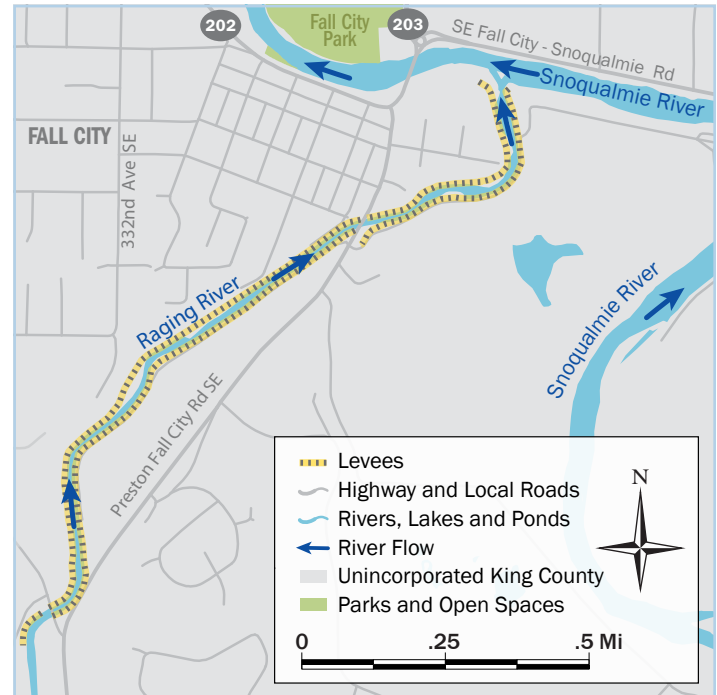 202
Fall City
Park
203
SE Fall City - Snoqualmie Rd
Snoqualmie River
FALL CITY
332nd Ave SE
Raging River
Snoqualmie River
Preston Fall City Rd SE
Levees
Highway and Local Roads
Rivers, Lakes and Ponds
River Flow
Unincorporated King County
Parks and Open Spaces
N
0 .25 .5 Mi